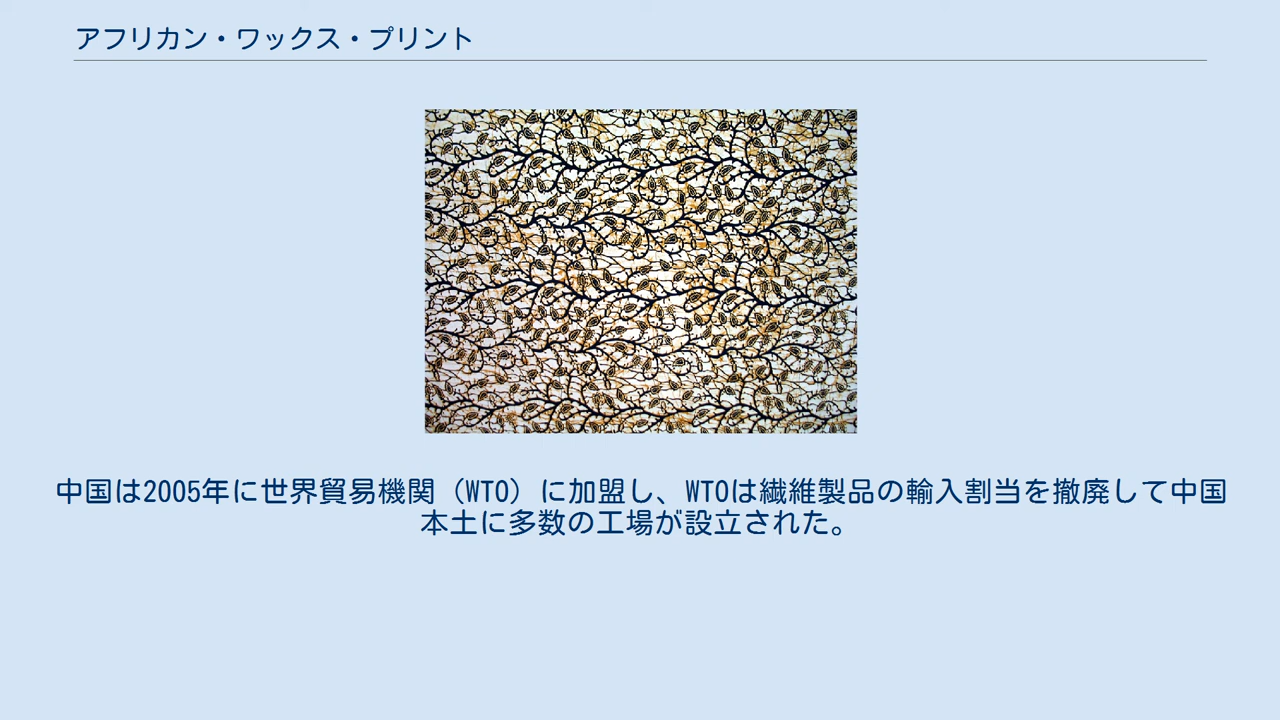 アフリカン・ワックス・プリント
中国は2005年に世界貿易機関（WTO）に加盟し、WTOは繊維製品の輸入割当を撤廃して中国
本土に多数の工場が設立された。